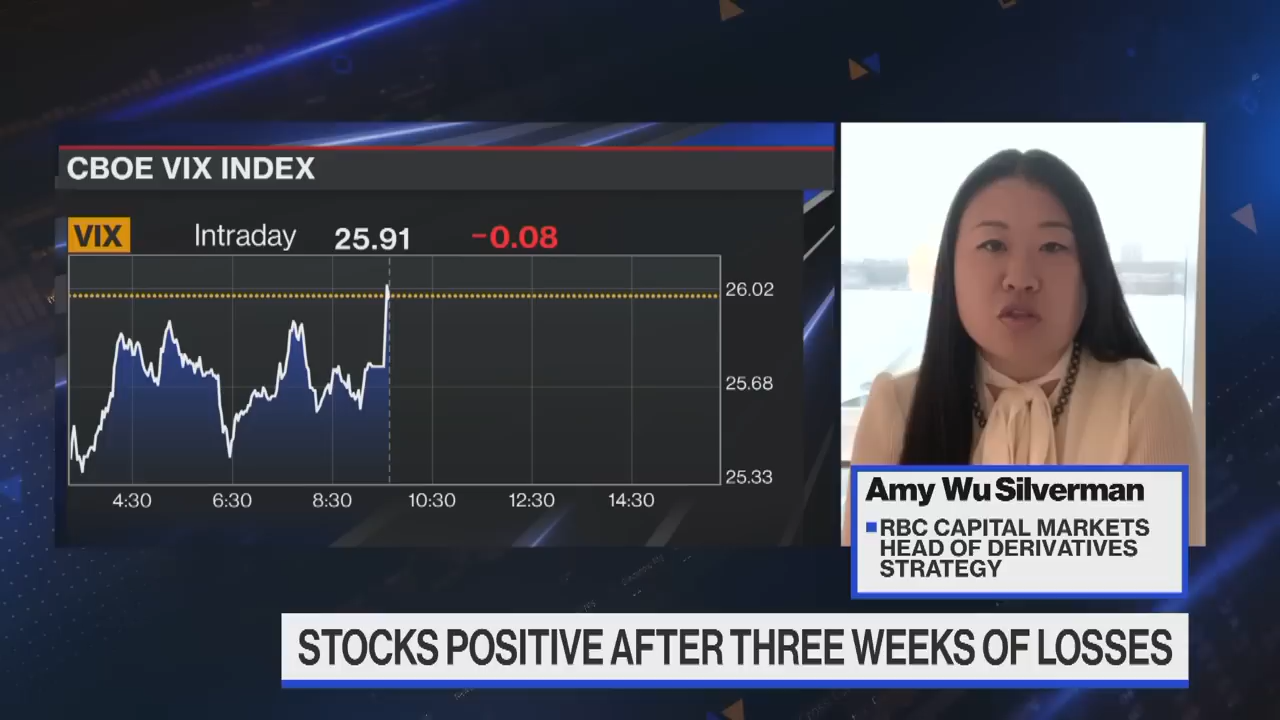 CBOE VIX INDEX
VIX Intraday 25.91 -0.08
26.02
25.68
25.33
4:30 6:30 8:30 10:30 12:30 14:30
Amy Wu Silverman
RBC CAPITAL MARKETS
HEAD OF DERIVATIVES
STRATEGY
STOCKS POSITIVE AFTER THREE WEEKS OF LOSSES